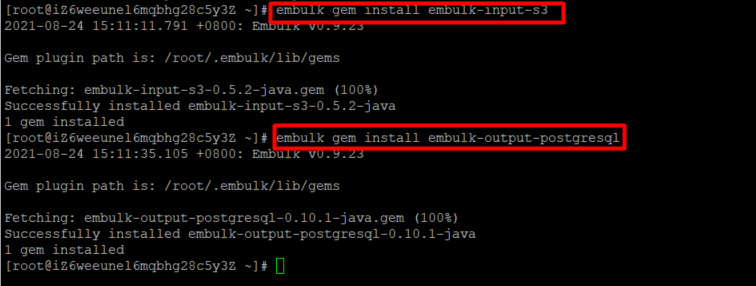 [root@iZ6weeunel6mqbhg28c5y3Z ~]# embulk gem install embulk-input-s3
2021-08-24 15:11:11.791 +0800: Embulk v0.9.23
Gem plugin path is: /root/.embulk/lib/gems
Fetching: embulk-input-s3-0.5.2-java.gem (100%)
Successfully installed embulk-input-s3-0.5.2-java
1 gem installed
[root@iZ6weeunel6mqbhg28c5y3Z ~]# embulk gem install embulk-output-postgresql
2021-08-24 15:11:35.105 +0800: Embulk v0.9.23
Gem plugin path is: /root/.embulk/lib/gems
Fetching: embulk-output-postgresql-0.10.1-java.gem (100%)
Successfully installed embulk-output-postgresql-0.10.1-java
1 gem installed
[root@iZ6weeunel6mqbhg28c5y3Z ~]#